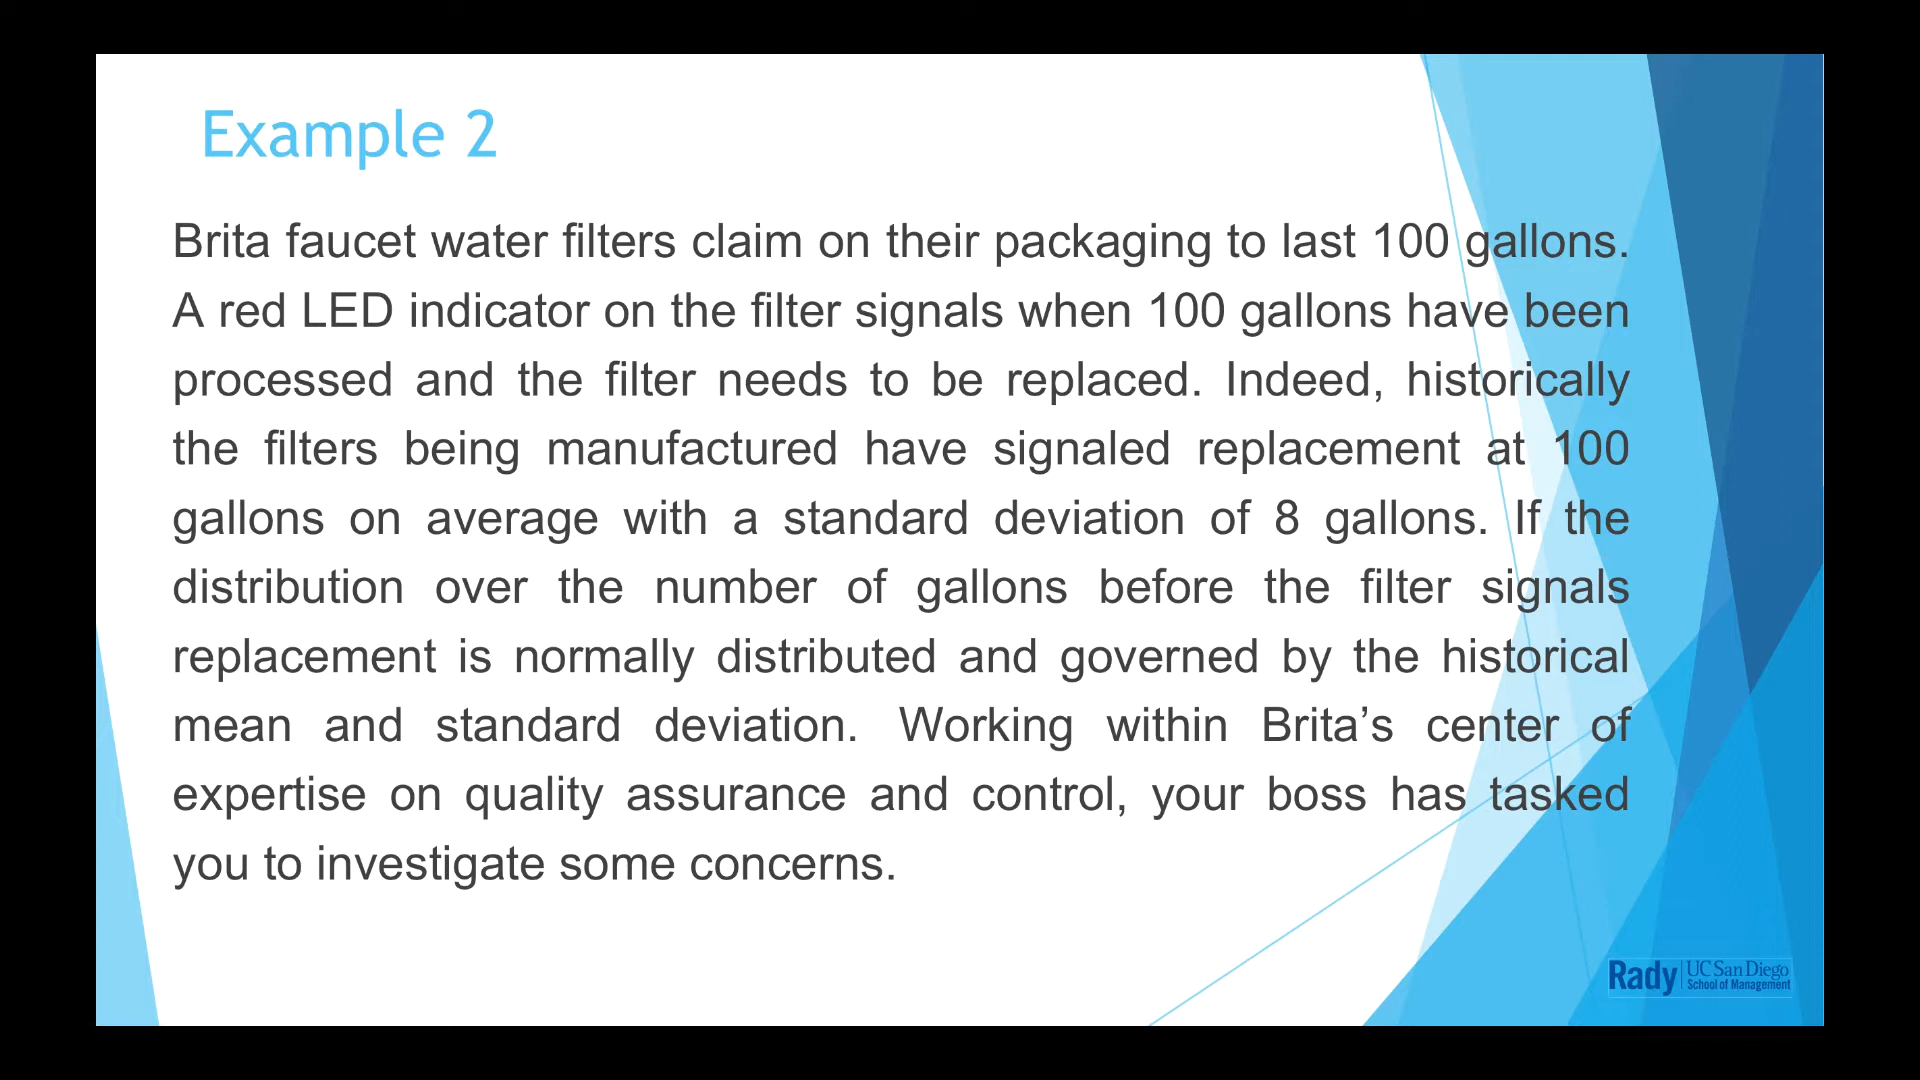 Example 2
Brita faucet water filters claim on their packaging to last 100 gallons.
A red LED indicator on the filter signals when 100 gallons have been
processed and the filter needs to be replaced. Indeed, historically
the filters being manufactured have signaled replacement at 100
gallons on average with a standard deviation of 8 gallons. If the
distribution over the number of gallons before the filter signals
replacement is normally distributed and governed by the historical
mean and standard deviation. Working within Brita’s center of
expertise on quality assurance and control, your boss has tasked
you to investigate some concerns.
Rady
UC San Diego
School of Management